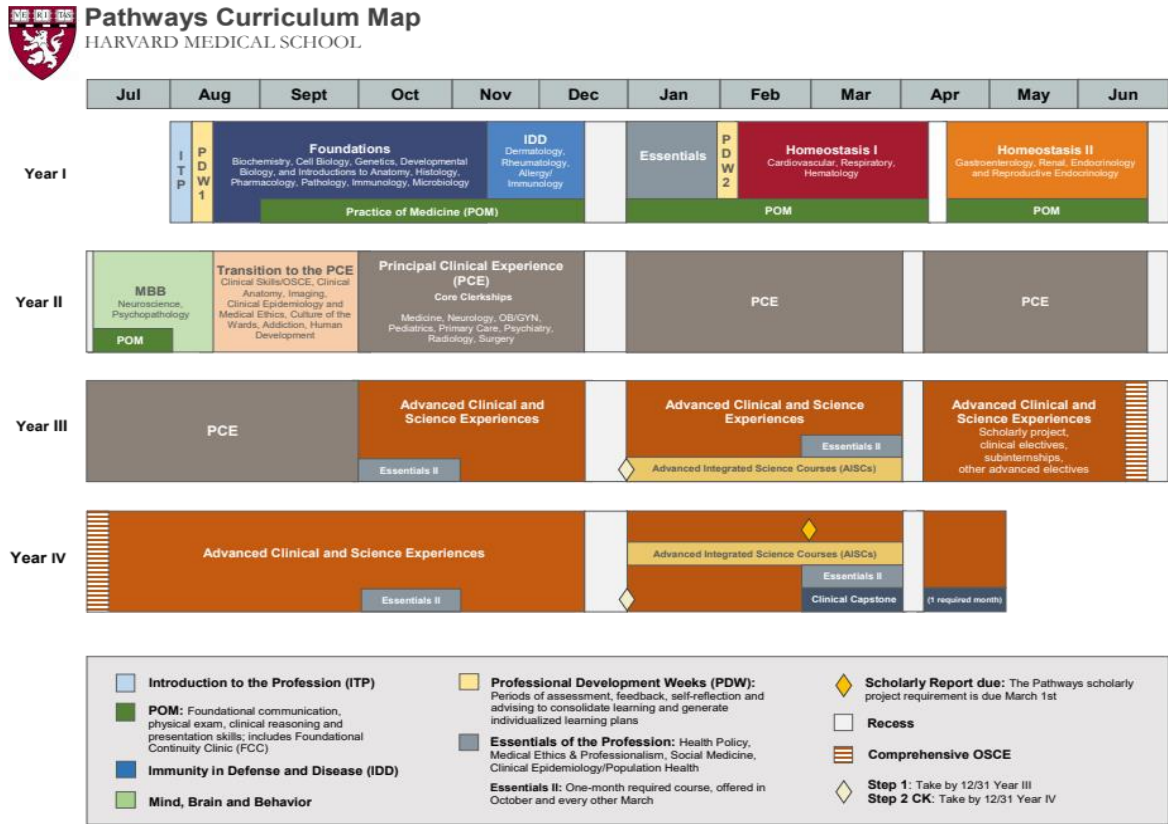 VE RI TAS
Pathways Curriculum Map
HARVARD MEDICAL SCHOOL
Jul Aug Sept Oct Nov Dec Jan Feb Mar Apr May Jun
Year I
ITP
PDW1
Foundations
Biochemistry, Cell Biology, Genetics, Developmental
Biology, and Introductions to Anatomy, Histology,
Pharmacology, Pathology, Immunology, Microbiology
IDD
Dermatology,
Rheumatology,
Allergy/
Immunology
Practice of Medicine (POM)
Essentials
PDW2
Homeostasis I
Cardiovascular, Respiratory,
Hematology
POM
Homeostasis II
Gastroenterology, Renal, Endocrinology
and Reproductive Endocrinology
POM
Year II
MBB
Neuroscience,
Psychopathology
POM
Transition to the PCE
Clinical Skills/OSCE, Clinical
Anatomy, Imaging,
Clinical Epidemiology and
Medical Ethics, Culture of the
Wards, Addiction, Human
Development
Principal Clinical Experience
(PCE)
Core Clerkships
Medicine, Neurology, OB/GYN,
Pediatrics, Primary Care, Psychiatry,
Radiology, Surgery
PCE
PCE
Year III
PCE
Advanced Clinical and
Science Experiences
Essentials II
Advanced Clinical and Science
Experiences
Essentials II
Advanced Integrated Science Courses (AISCs)
Advanced Clinical and
Science Experiences
Scholarly project,
clinical electives,
subinternships,
other advanced electives
Year IV
Advanced Clinical and Science Experiences
Essentials II
Advanced Integrated Science Courses (AISCs)
Essentials II
Clinical Capstone
(1 required month)
Introduction to the Profession (ITP)
POM: Foundational communication,
physical exam, clinical reasoning and
presentation skills; includes Foundational
Continuity Clinic (FCC)
Immunity in Defense and Disease (IDD)
Mind, Brain and Behavior
Professional Development Weeks (PDW):
Periods of assessment, feedback, self-reflection and
advising to consolidate learning and generate
individualized learning plans
Essentials of the Profession: Health Policy,
Medical Ethics & Professionalism, Social Medicine,
Clinical Epidemiology/Population Health
Essentials II: One-month required course, offered in
October and every other March
Scholarly Report due: The Pathways scholarly
project requirement is due March 1st
Recess
Comprehensive OSCE
Step 1: Take by 12/31 Year III
Step 2 CK: Take by 12/31 Year IV